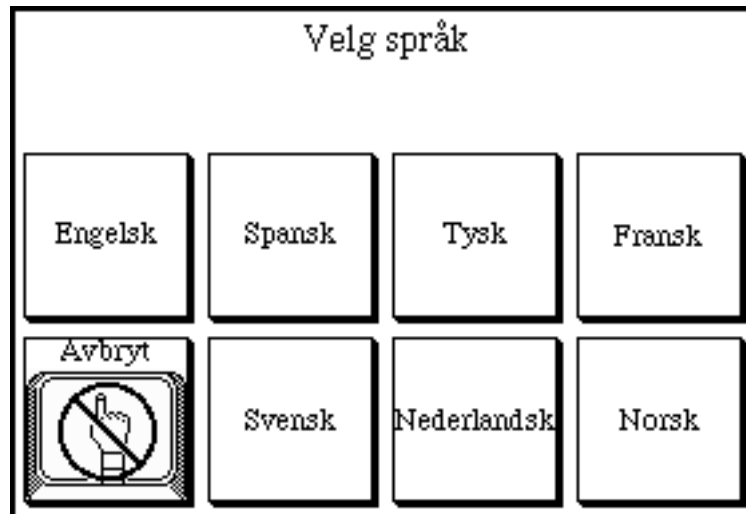 Velg språk
Engelsk
Spansk
Tysk
Fransk
Avbryt
Svensk
Nederlandsk
Norsk